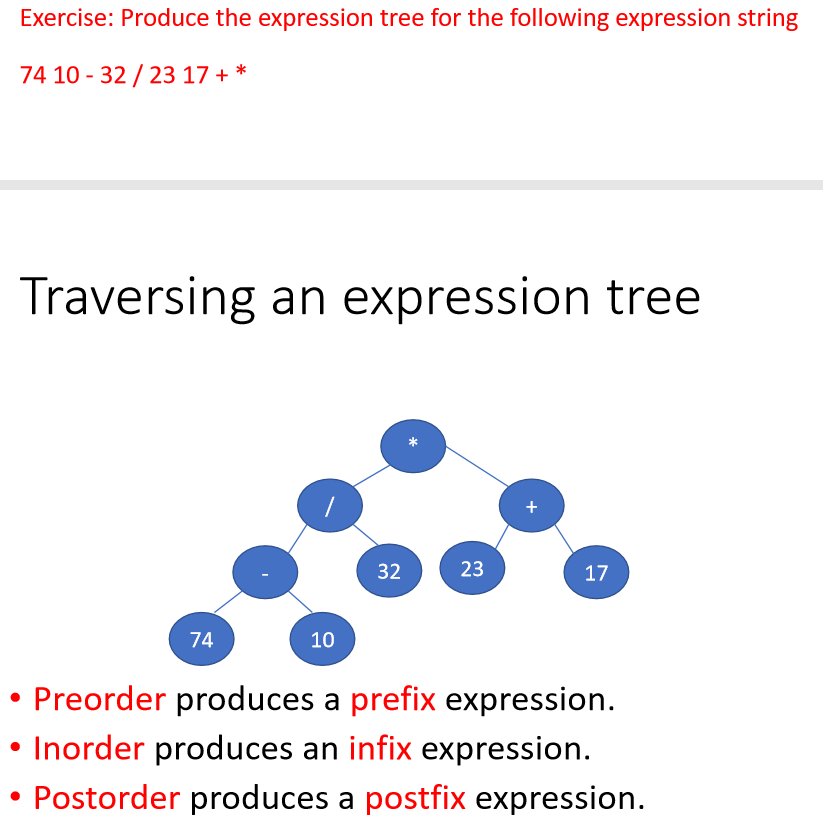 Exercise: Produce the expression tree for the following expression string
74 10 - 32 / 23 17 + *
Traversing an expression tree
*
/ +
- 32 23 17
74 10
• Preorder produces a prefix expression.
• Inorder produces an infix expression.
• Postorder produces a postfix expression.